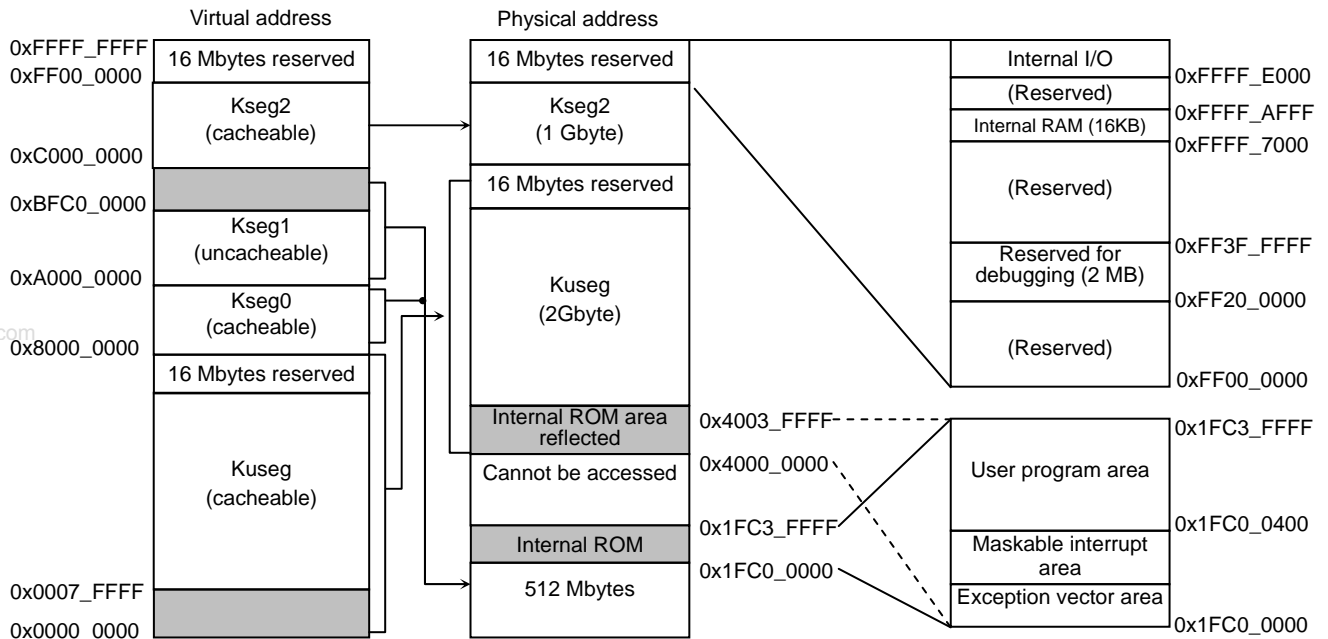 Virtual address
Physical address
0xFFFF_FFFF
16 Mbytes reserved
0xFF00_0000
Kseg2
(cacheable)
0xC000_0000
0xBFC0_0000
Kseg1
(uncacheable)
0xA000_0000
Kseg0
(cacheable)
com
0x8000_0000
16 Mbytes reserved
Kuseg
(cacheable)
0x0007_FFFF
0x0000_0000
16 Mbytes reserved
Kseg2
(1 Gbyte)
16 Mbytes reserved
Kuseg
(2Gbyte)
Internal ROM area
reflected
Cannot be accessed
Internal ROM
512 Mbytes
0x4003_FFFF
0x4000_0000
0x1FC3_FFFF
0x1FC0_0000
Internal I/O
0xFFFF_E000
(Reserved)
0xFFFF_AFFF
Internal RAM (16KB)
0xFFFF_7000
(Reserved)
0xFF3F_FFFF
Reserved for
debugging (2 MB)
0xFF20_0000
(Reserved)
0xFF00_0000
0x1FC3_FFFF
User program area
0x1FC0_0400
Maskable interrupt
area
Exception vector area
0x1FC0_0000